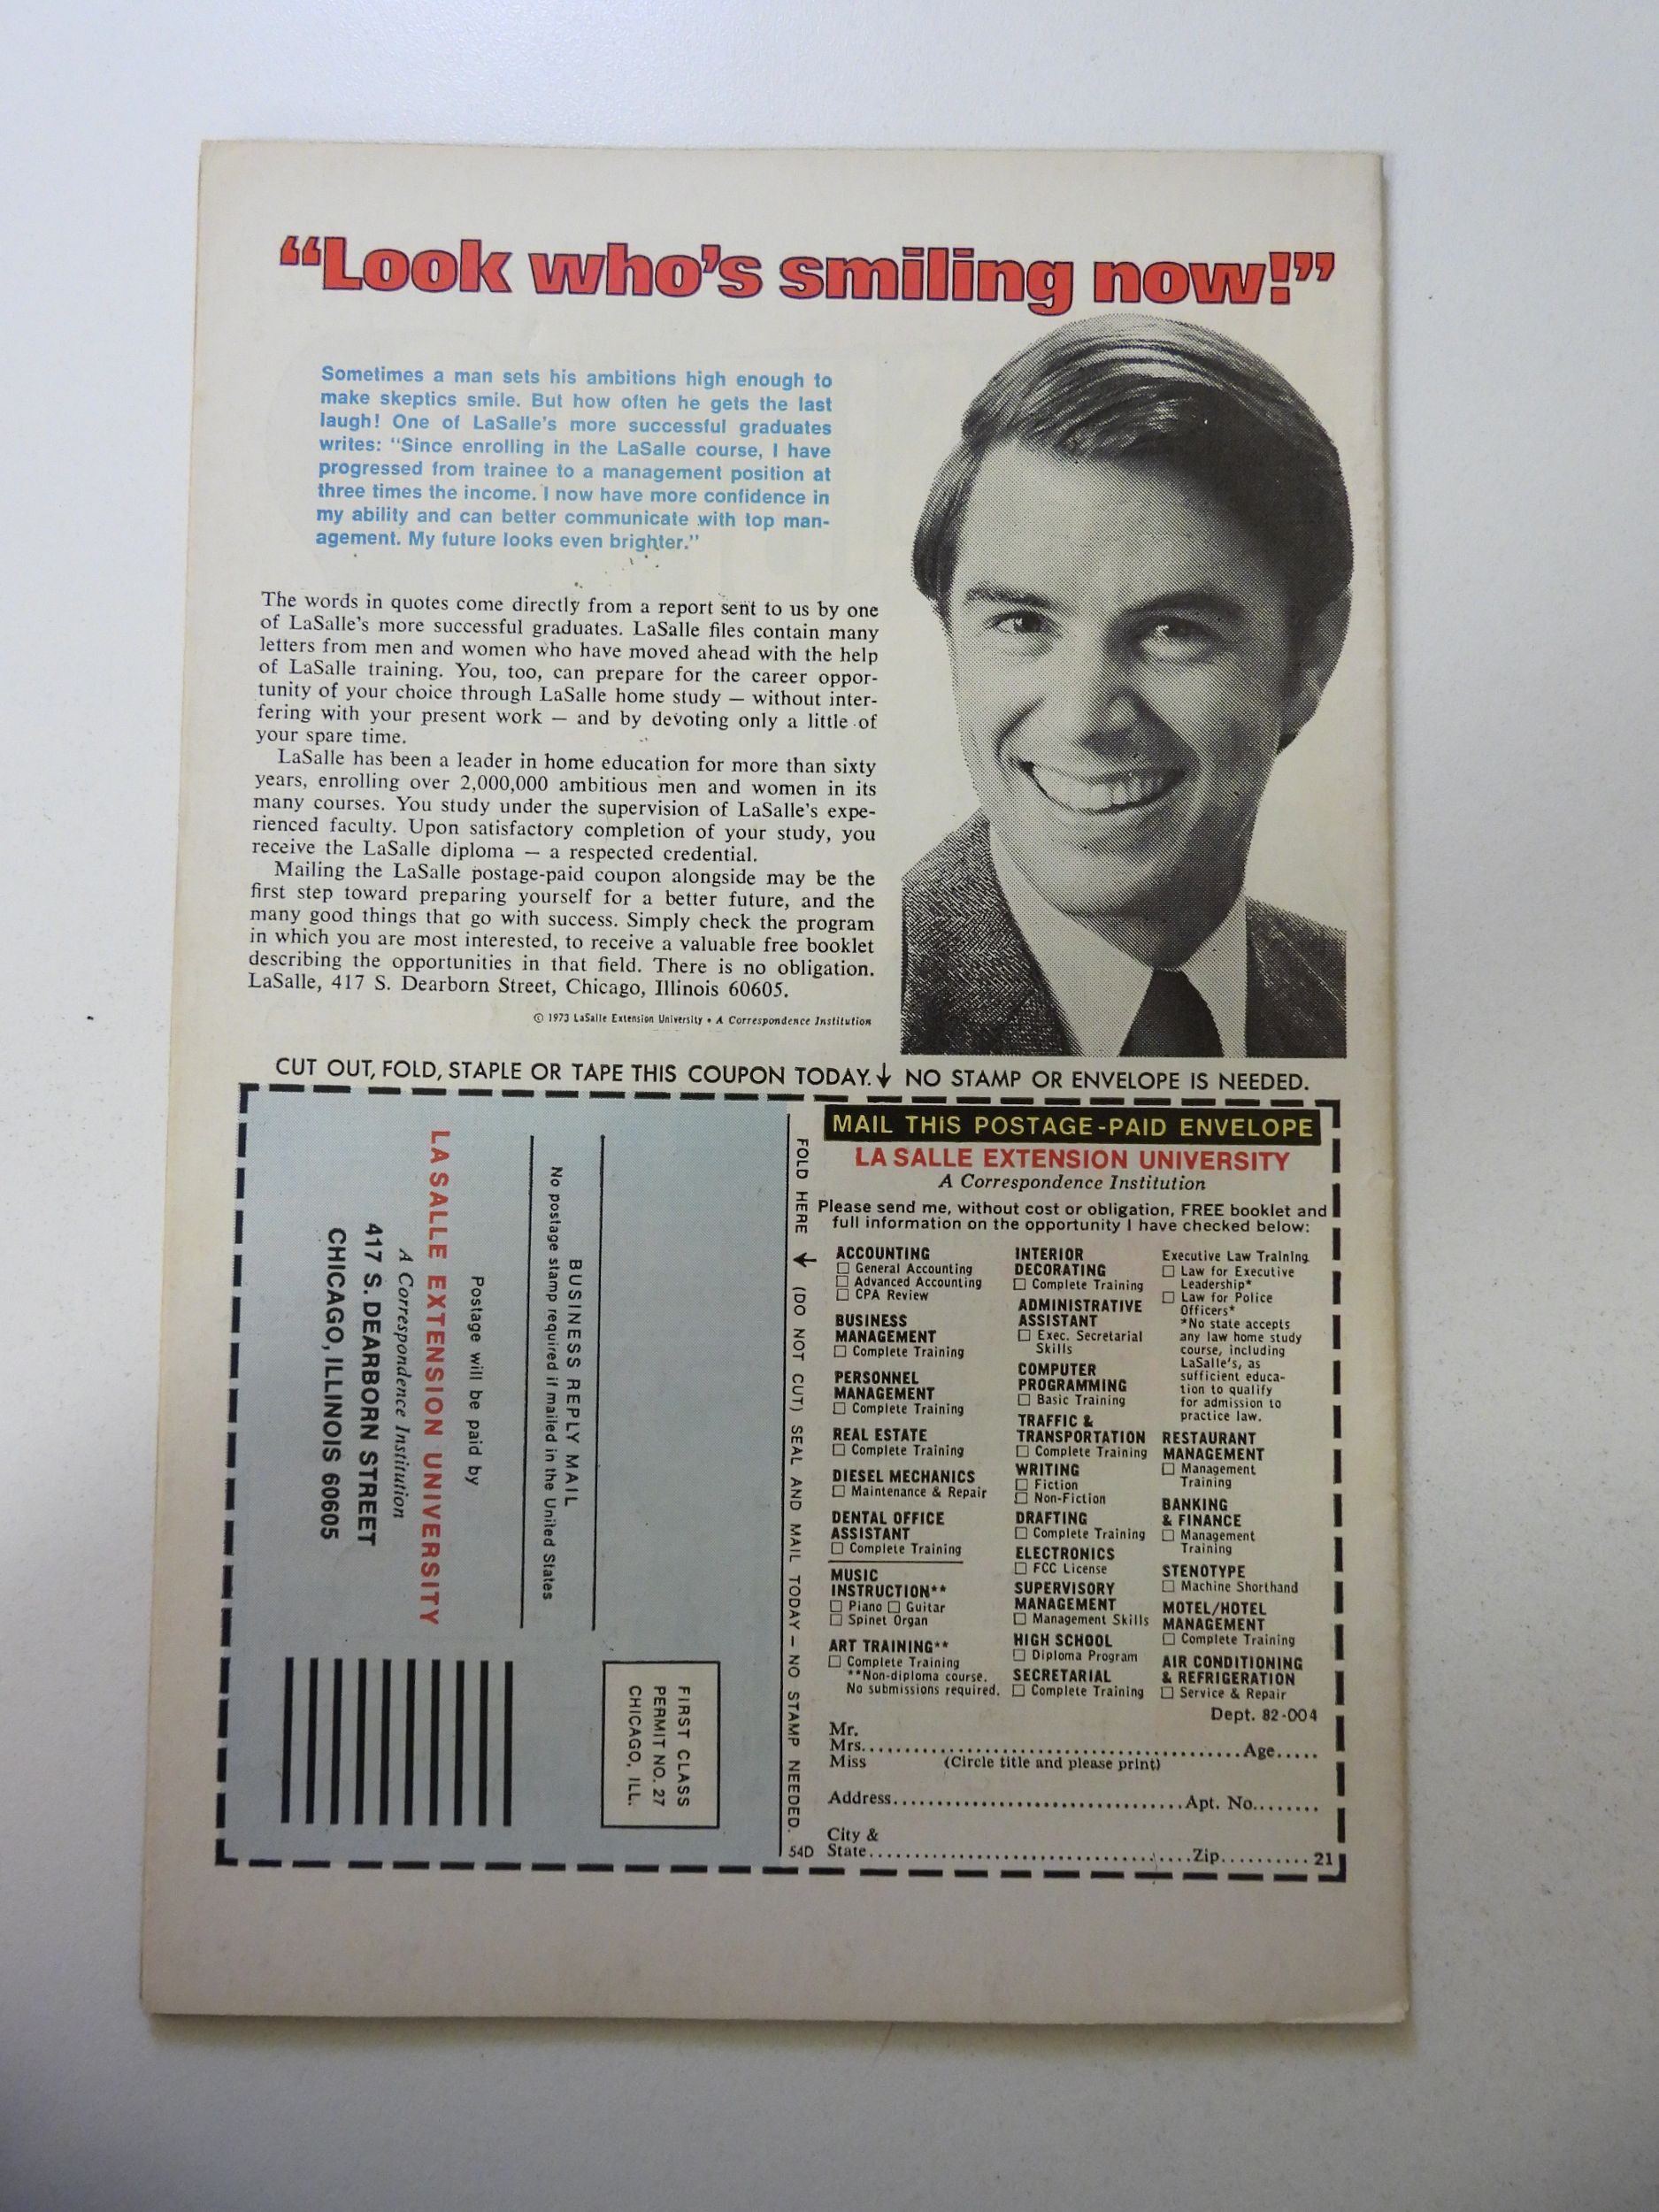 “Look who’s smiling now!”
Sometimes a man sets his ambitions high enough to
make skeptics smile. But how often he gets the last
laugh! One of LaSalle’s more successful graduates
writes: “Since enrolling in the LaSalle course, I have
progressed from trainee to a management position at
three times the income. I now have more confidence in
my ability and can better communicate with top man-
agement. My future looks even brighter.”
The words in quotes come directly from a report sent to us by one
of LaSalle’s more successful graduates. LaSalle files contain many
letters from men and women who have moved ahead with the help
of LaSalle training. You, too, can prepare for the career oppor-
tunity of your choice through LaSalle home study — without inter-
fering with your present work — and by devoting only a little of
your spare time.
LaSalle has been a leader in home education for more than sixty
years, enrolling over 2,000,000 ambitious men and women in its
many courses. You study under the supervision of LaSalle’s expe-
rienced faculty. Upon satisfactory completion of your study, you
receive the LaSalle diploma — a respected credential.
Mailing the LaSalle postage-paid coupon alongside may be the
first step toward preparing yourself for a better future, and the
many good things that go with success. Simply check the program
in which you are most interested, to receive a valuable free booklet
describing the opportunities in that field. There is no obligation.
LaSalle, 417 S. Dearborn Street, Chicago, Illinois 60605.
© 1973 LaSalle Extension University • A Correspondence Institution
CUT OUT, FOLD, STAPLE OR TAPE THIS COUPON TODAY. ↓ NO STAMP OR ENVELOPE IS NEEDED.
FIRST CLASS
PERMIT NO. 27
CHICAGO, ILL.
BUSINESS REPLY MAIL
No postage stamp required if mailed in the United States
Postage will be paid by
LA SALLE EXTENSION UNIVERSITY
A Correspondence Institution
417 S. DEARBORN STREET
CHICAGO, ILLINOIS 60605
FOLD HERE ← (DO NOT CUT) SEAL AND MAIL TODAY — NO STAMP NEEDED.
54D
MAIL THIS POSTAGE-PAID ENVELOPE
LA SALLE EXTENSION UNIVERSITY
A Correspondence Institution
Please send me, without cost or obligation, FREE booklet and
full information on the opportunity I have checked below:
ACCOUNTING
□ General Accounting
□ Advanced Accounting
□ CPA Review
BUSINESS
MANAGEMENT
□ Complete Training
PERSONNEL
MANAGEMENT
□ Complete Training
REAL ESTATE
□ Complete Training
DIESEL MECHANICS
□ Maintenance & Repair
DENTAL OFFICE
ASSISTANT
□ Complete Training
MUSIC
INSTRUCTION**
□ Piano □ Guitar
□ Spinet Organ
ART TRAINING**
□ Complete Training
**Non-diploma course.
No submissions required.
INTERIOR
DECORATING
□ Complete Training
ADMINISTRATIVE
ASSISTANT
□ Exec. Secretarial
Skills
COMPUTER
PROGRAMMING
□ Basic Training
TRAFFIC &
TRANSPORTATION
□ Complete Training
WRITING
□ Fiction
□ Non-Fiction
DRAFTING
□ Complete Training
ELECTRONICS
□ FCC License
SUPERVISORY
MANAGEMENT
□ Management Skills
HIGH SCHOOL
□ Diploma Program
SECRETARIAL
□ Complete Training
Executive Law Training
□ Law for Executive
Leadership*
□ Law for Police
Officers*
*No state accepts
any law home study
course, including
LaSalle’s, as
sufficient educa-
tion to qualify
for admission to
practice law.
RESTAURANT
MANAGEMENT
□ Management
Training
BANKING
& FINANCE
□ Management
Training
STENOTYPE
□ Machine Shorthand
MOTEL/HOTEL
MANAGEMENT
□ Complete Training
AIR CONDITIONING
& REFRIGERATION
□ Service & Repair
Dept. 82-004
Mr.
Mrs. Age
Miss (Circle title and please print)
Address Apt. No.
City &
State Zip 21